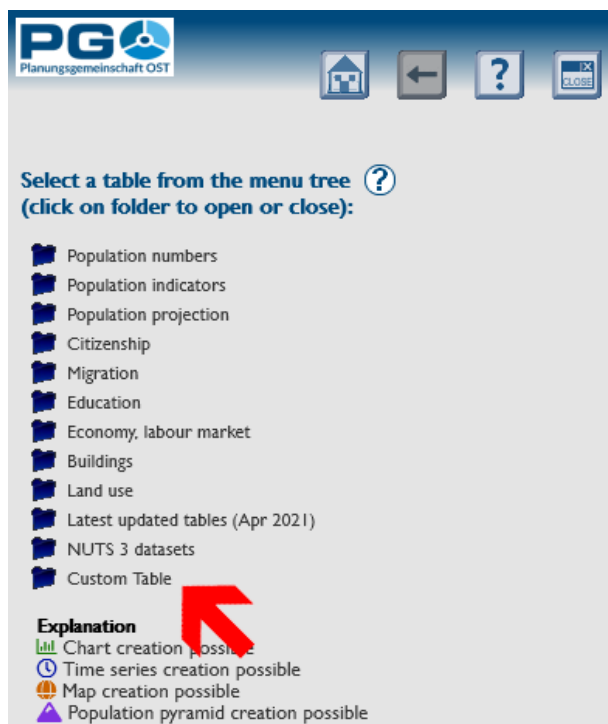 PGO
Planungsgemeinschaft OST
?
X
CLOSE
Select a table from the menu tree ?
(click on folder to open or close):
Population numbers
Population indicators
Population projection
Citizenship
Migration
Education
Economy, labour market
Buildings
Land use
Latest updated tables (Apr 2021)
NUTS 3 datasets
Custom Table
Explanation
Chart creation possible
Time series creation possible
Map creation possible
Population pyramid creation possible